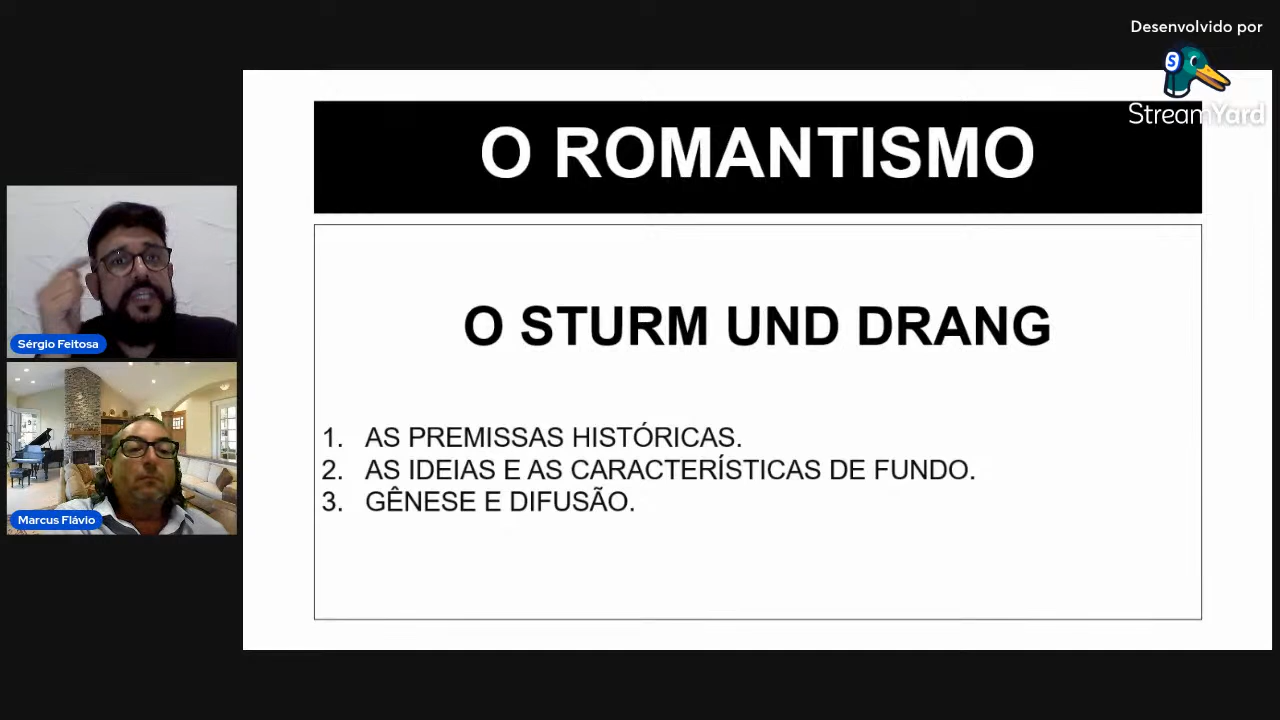 Desenvolvido por
StreamYard
O ROMANTISMO
O STURM UND DRANG
1. AS PREMISSAS HISTÓRICAS.
2. AS IDEIAS E AS CARACTERÍSTICAS DE FUNDO.
3. GÊNESE E DIFUSÃO.
Sérgio Feitosa
Marcus Flávio